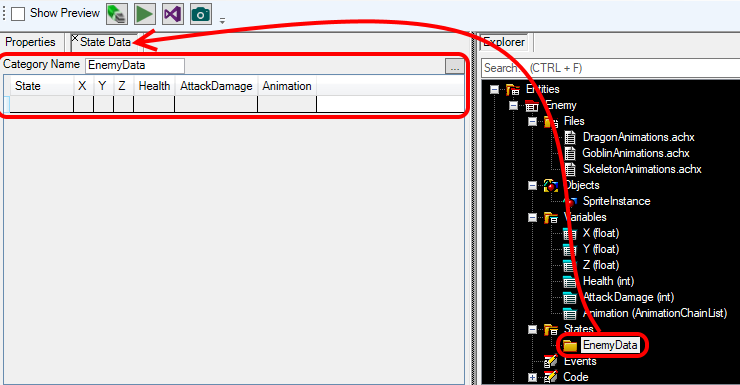 Show Preview
Properties
State Data
Category Name EnemyData ...
State X Y Z Health AttackDamage Animation
Explorer
Search: (CTRL + F)
Entities
Enemy
Files
DragonAnimations.achx
GoblinAnimations.achx
SkeletonAnimations.achx
Objects
SpriteInstance
Variables
X (float)
Y (float)
Z (float)
Health (int)
AttackDamage (int)
Animation (AnimationChainList)
States
EnemyData
Events
Code